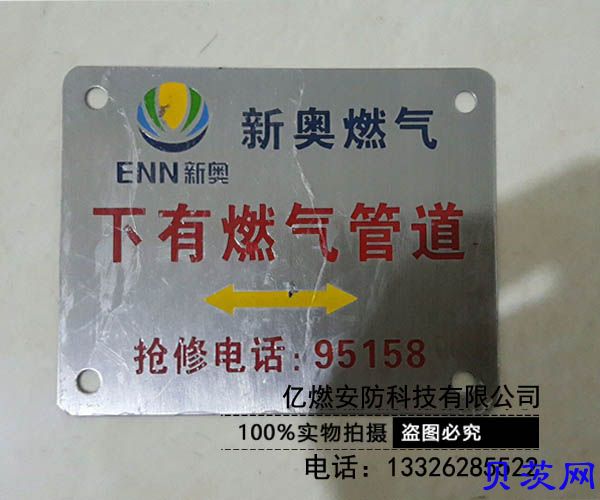 新奥燃气
ENN新奥
下有燃气管道
抢修电话：95158
亿燃安防科技有限公司
100%实物拍摄 盗图必究
电话：13326285522
贝茨网